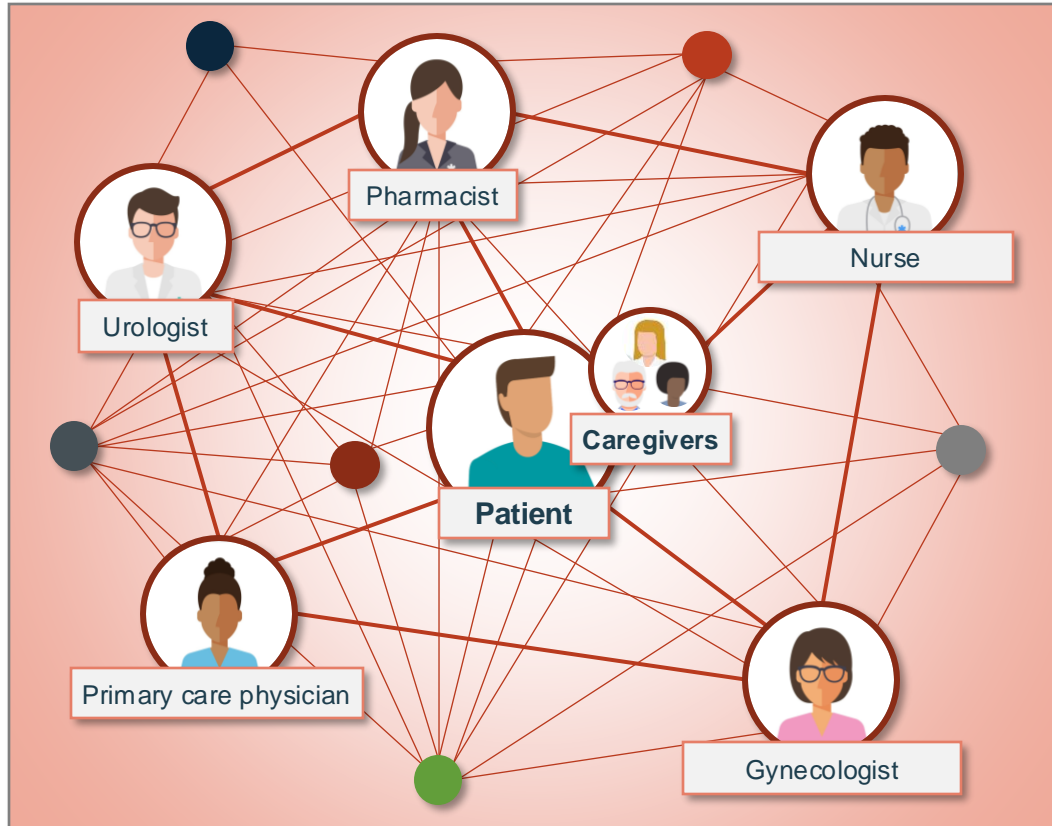 Pharmacist
Nurse
Urologist
Caregivers
Patient
Primary care physician
Gynecologist